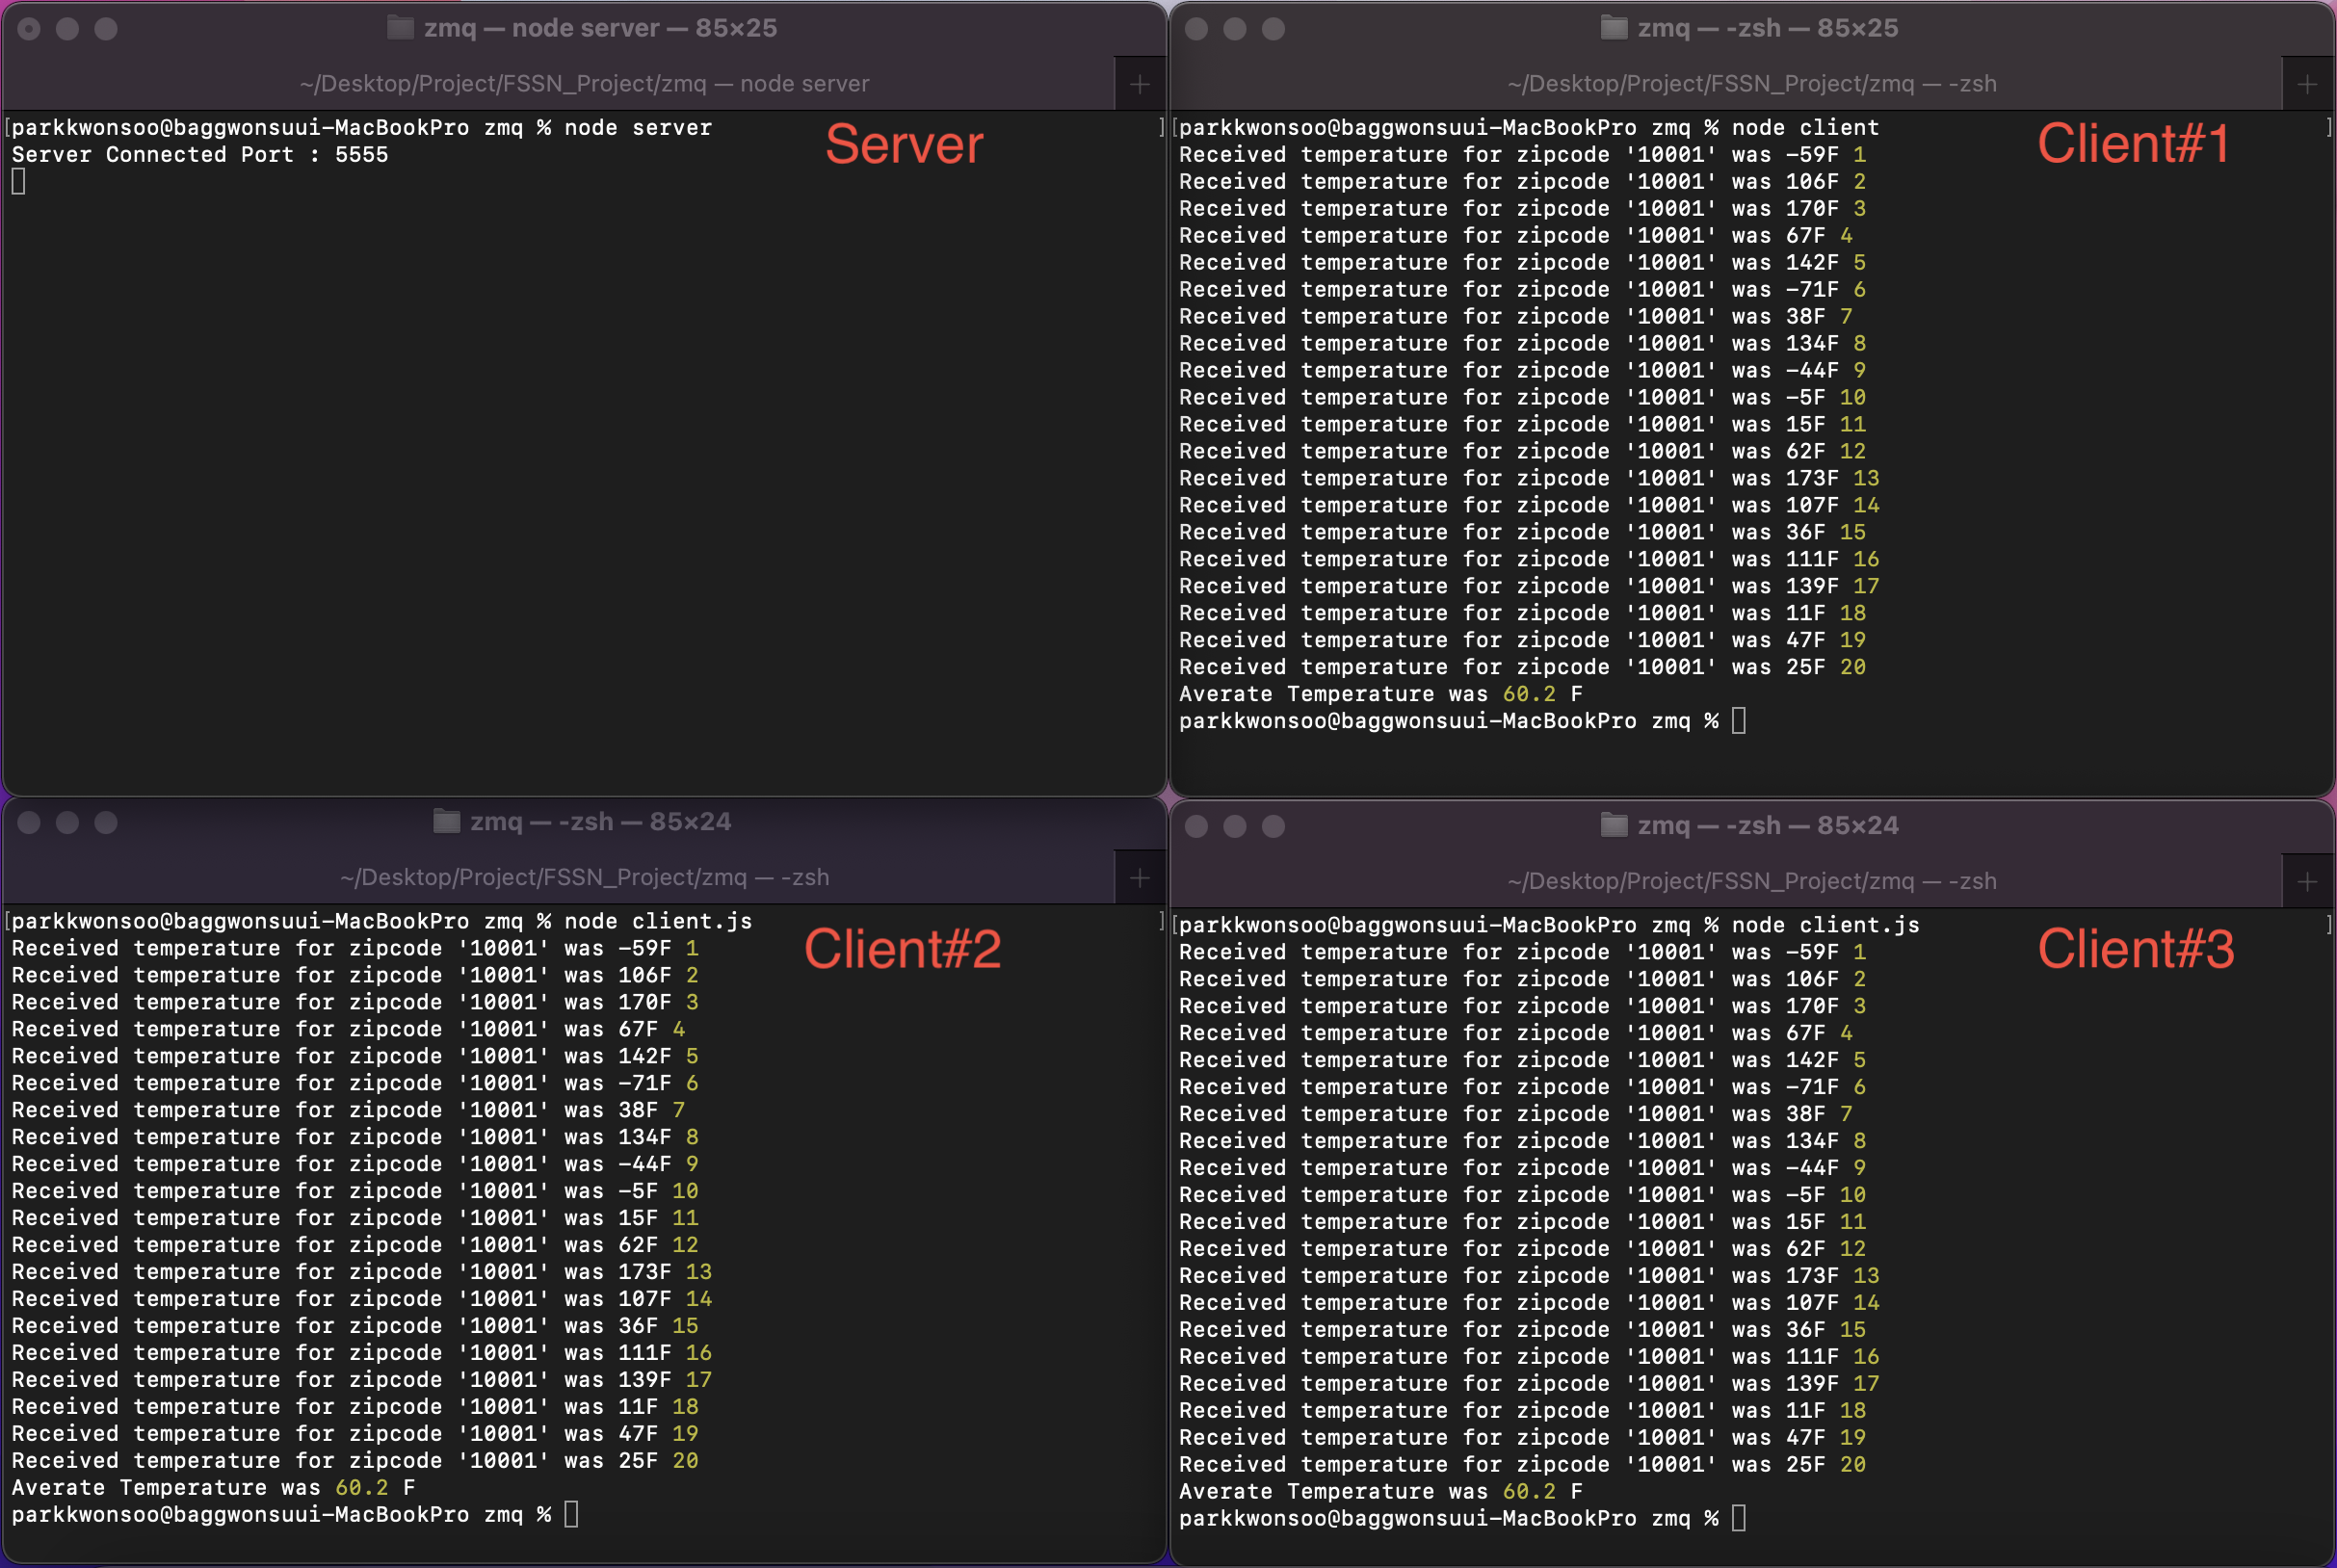 zmq — node server — 85×25
~/Desktop/Project/FSSN_Project/zmq — node server
+
[parkkwonsoo@baggwonsuui-MacBookPro zmq % node server ]
Server Connected Port : 5555
Server
zmq — -zsh — 85×25
~/Desktop/Project/FSSN_Project/zmq — -zsh
+
[parkkwonsoo@baggwonsuui-MacBookPro zmq % node client ]
Client#1
Received temperature for zipcode '10001' was -59F 1
Received temperature for zipcode '10001' was 106F 2
Received temperature for zipcode '10001' was 170F 3
Received temperature for zipcode '10001' was 67F 4
Received temperature for zipcode '10001' was 142F 5
Received temperature for zipcode '10001' was -71F 6
Received temperature for zipcode '10001' was 38F 7
Received temperature for zipcode '10001' was 134F 8
Received temperature for zipcode '10001' was -44F 9
Received temperature for zipcode '10001' was -5F 10
Received temperature for zipcode '10001' was 15F 11
Received temperature for zipcode '10001' was 62F 12
Received temperature for zipcode '10001' was 173F 13
Received temperature for zipcode '10001' was 107F 14
Received temperature for zipcode '10001' was 36F 15
Received temperature for zipcode '10001' was 111F 16
Received temperature for zipcode '10001' was 139F 17
Received temperature for zipcode '10001' was 11F 18
Received temperature for zipcode '10001' was 47F 19
Received temperature for zipcode '10001' was 25F 20
Averate Temperature was 60.2 F
parkkwonsoo@baggwonsuui-MacBookPro zmq %
zmq — -zsh — 85×24
~/Desktop/Project/FSSN_Project/zmq — -zsh
+
[parkkwonsoo@baggwonsuui-MacBookPro zmq % node client.js ]
Client#2
Received temperature for zipcode '10001' was -59F 1
Received temperature for zipcode '10001' was 106F 2
Received temperature for zipcode '10001' was 170F 3
Received temperature for zipcode '10001' was 67F 4
Received temperature for zipcode '10001' was 142F 5
Received temperature for zipcode '10001' was -71F 6
Received temperature for zipcode '10001' was 38F 7
Received temperature for zipcode '10001' was 134F 8
Received temperature for zipcode '10001' was -44F 9
Received temperature for zipcode '10001' was -5F 10
Received temperature for zipcode '10001' was 15F 11
Received temperature for zipcode '10001' was 62F 12
Received temperature for zipcode '10001' was 173F 13
Received temperature for zipcode '10001' was 107F 14
Received temperature for zipcode '10001' was 36F 15
Received temperature for zipcode '10001' was 111F 16
Received temperature for zipcode '10001' was 139F 17
Received temperature for zipcode '10001' was 11F 18
Received temperature for zipcode '10001' was 47F 19
Received temperature for zipcode '10001' was 25F 20
Averate Temperature was 60.2 F
parkkwonsoo@baggwonsuui-MacBookPro zmq %
zmq — -zsh — 85×24
~/Desktop/Project/FSSN_Project/zmq — -zsh
+
[parkkwonsoo@baggwonsuui-MacBookPro zmq % node client.js ]
Client#3
Received temperature for zipcode '10001' was -59F 1
Received temperature for zipcode '10001' was 106F 2
Received temperature for zipcode '10001' was 170F 3
Received temperature for zipcode '10001' was 67F 4
Received temperature for zipcode '10001' was 142F 5
Received temperature for zipcode '10001' was -71F 6
Received temperature for zipcode '10001' was 38F 7
Received temperature for zipcode '10001' was 134F 8
Received temperature for zipcode '10001' was -44F 9
Received temperature for zipcode '10001' was -5F 10
Received temperature for zipcode '10001' was 15F 11
Received temperature for zipcode '10001' was 62F 12
Received temperature for zipcode '10001' was 173F 13
Received temperature for zipcode '10001' was 107F 14
Received temperature for zipcode '10001' was 36F 15
Received temperature for zipcode '10001' was 111F 16
Received temperature for zipcode '10001' was 139F 17
Received temperature for zipcode '10001' was 11F 18
Received temperature for zipcode '10001' was 47F 19
Received temperature for zipcode '10001' was 25F 20
Averate Temperature was 60.2 F
parkkwonsoo@baggwonsuui-MacBookPro zmq %